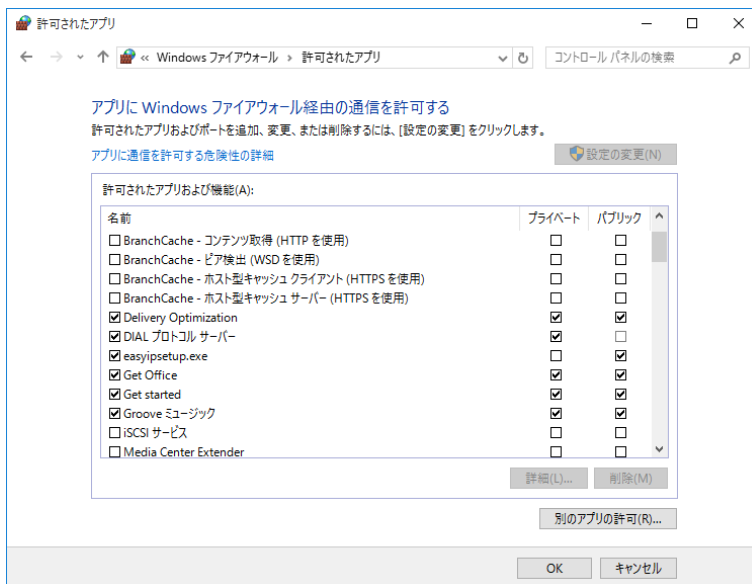 許可されたアプリ
« Windows ファイアウォール › 許可されたアプリ
コントロール パネルの検索
アプリに Windows ファイアウォール経由の通信を許可する
許可されたアプリおよびポートを追加、変更、または削除するには、[設定の変更] をクリックします。
アプリに通信を許可する危険性の詳細
設定の変更(N)
許可されたアプリおよび機能(A):
名前 プライベート パブリック
BranchCache - コンテンツ取得 (HTTP を使用)
BranchCache - ピア検出 (WSD を使用)
BranchCache - ホスト型キャッシュ クライアント (HTTPS を使用)
BranchCache - ホスト型キャッシュ サーバー (HTTPS を使用)
Delivery Optimization
DIAL プロトコル サーバー
easyipsetup.exe
Get Office
Get started
Groove ミュージック
iSCSI サービス
Media Center Extender
詳細(L)... 削除(M)
別のアプリの許可(R)...
OK キャンセル